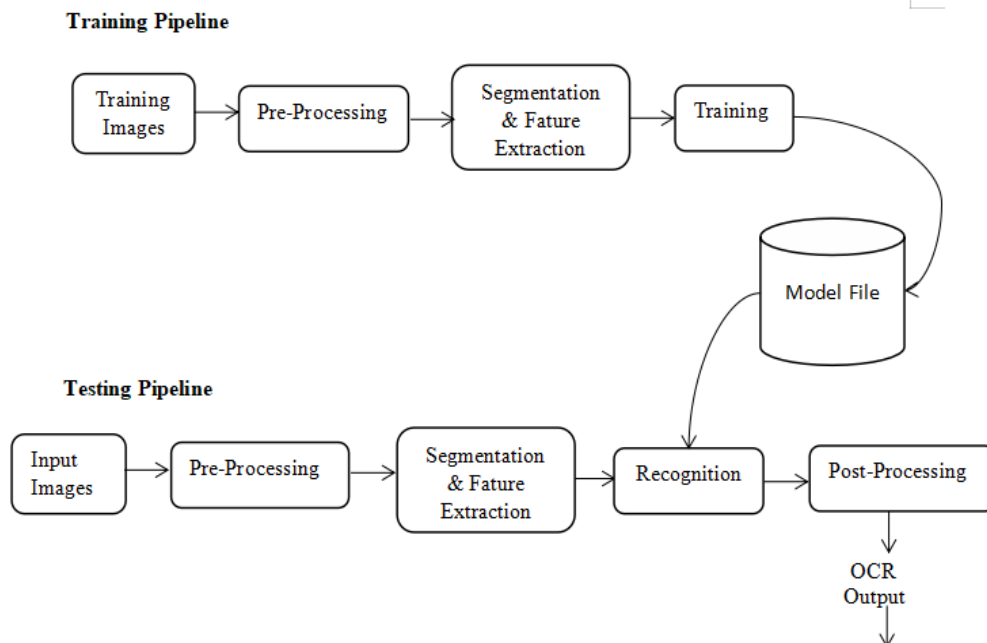 Training Pipeline
Training
Images
Pre-Processing
Segmentation
& Fature
Extraction
Training
Model File
Testing Pipeline
Input
Images
Pre-Processing
Segmentation
& Fature
Extraction
Recognition
Post-Processing
OCR
Output